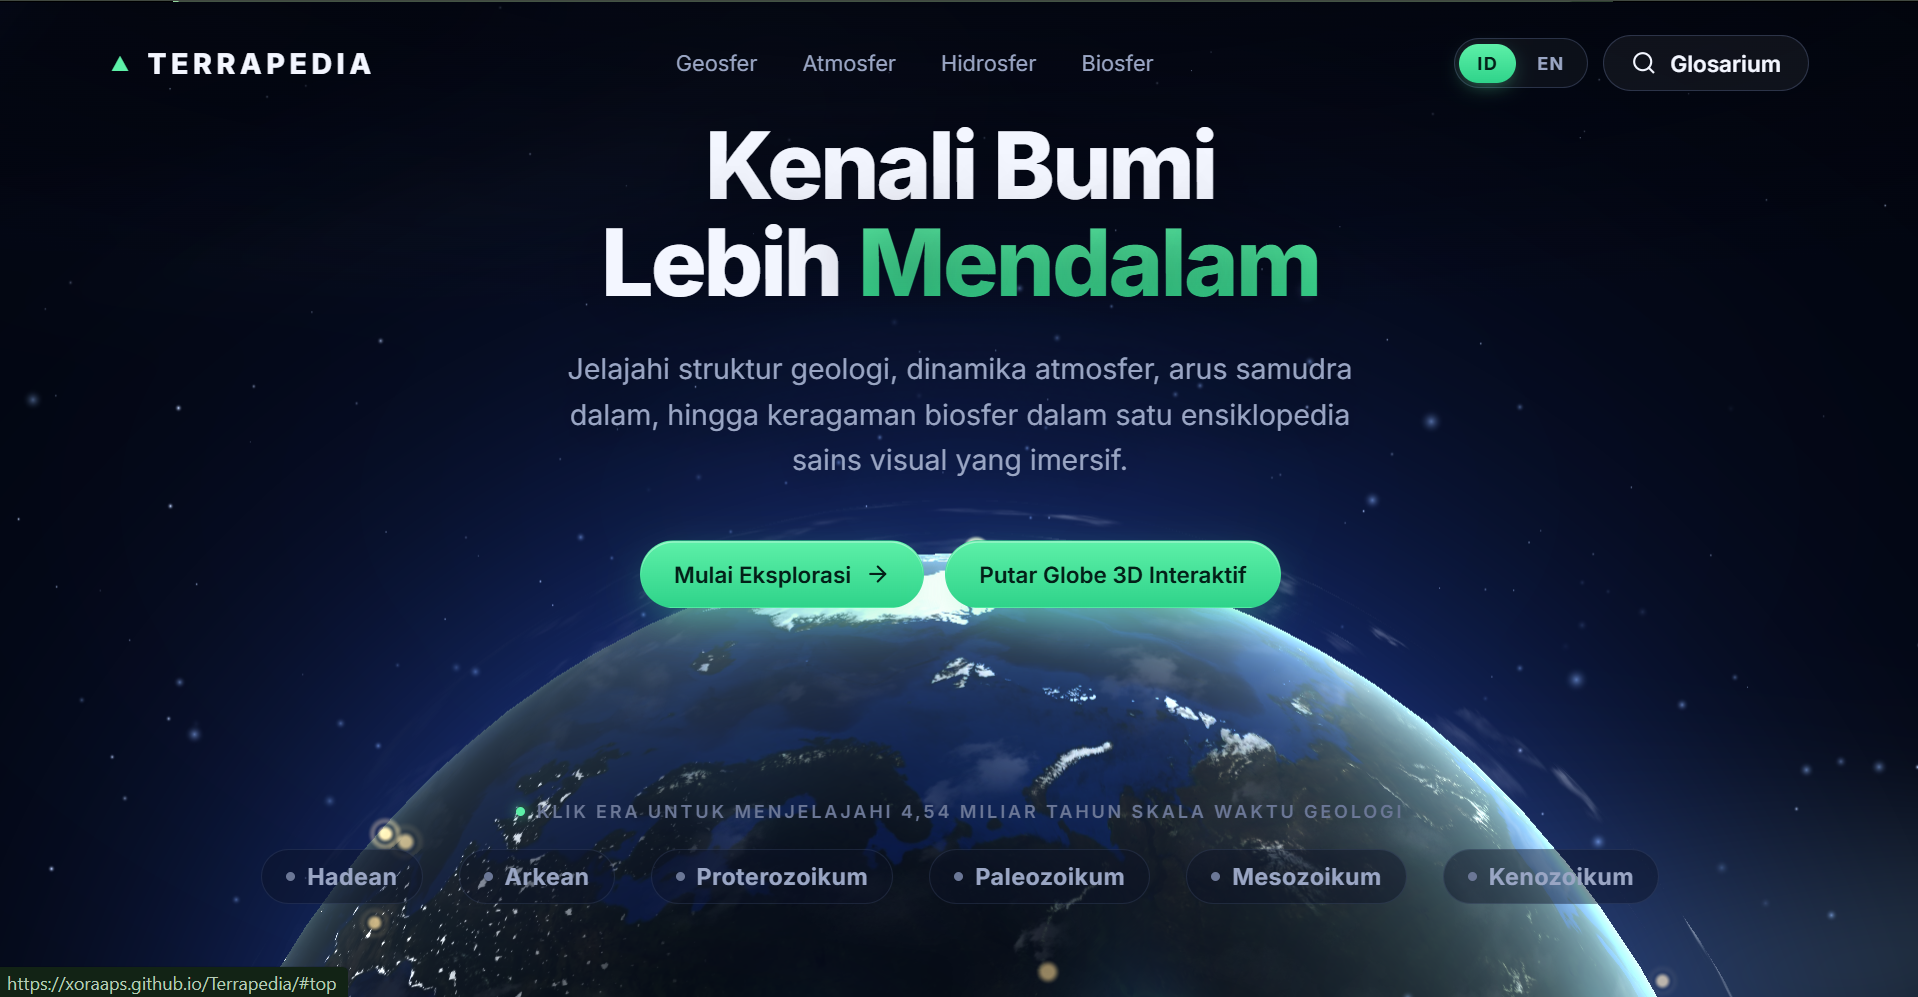 TERRAPEDIA
Geosfer
Atmosfer
Hidrosfer
Biosfer
ID
EN
Glosarium
Kenali Bumi
Lebih Mendalam
Jelajahi struktur geologi, dinamika atmosfer, arus samudra
dalam, hingga keragaman biosfer dalam satu ensiklopedia
sains visual yang imersif.
Mulai Eksplorasi →
Putar Globe 3D Interaktif
KLIK ERA UNTUK MENJELAJAHI 4,54 MILIAR TAHUN SKALA WAKTU GEOLOGI
Hadean
Arkean
Proterozoikum
Paleozoikum
Mesozoikum
Kenozoikum
https://xoraaps.github.io/Terrapedia/#top